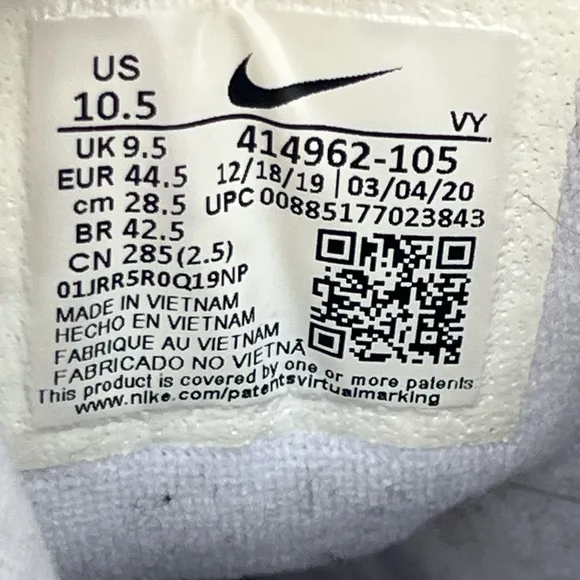 US
10.5
VY
UK 9.5
414962-105
EUR 44.5
12/18/19 | 03/04/20
cm 28.5
UPC 00885177023843
BR 42.5
CN 285(2.5)
01JRR5R0Q19NP
MADE IN VIETNAM
HECHO EN VIETNAM
FABRIQUE AU VIETNAM
FABRICADO NO VIETNÃ
This product is covered by one or more patents.
www.nike.com/patentsvirtualmarking